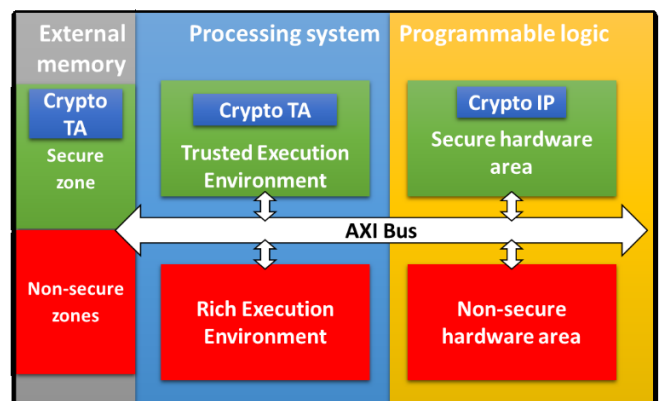 External
memory
Processing system
Programmable logic
Crypto
TA
Secure
zone
Crypto TA
Trusted Execution
Environment
Crypto IP
Secure hardware
area
AXI Bus
Non-secure
zones
Rich Execution
Environment
Non-secure
hardware area